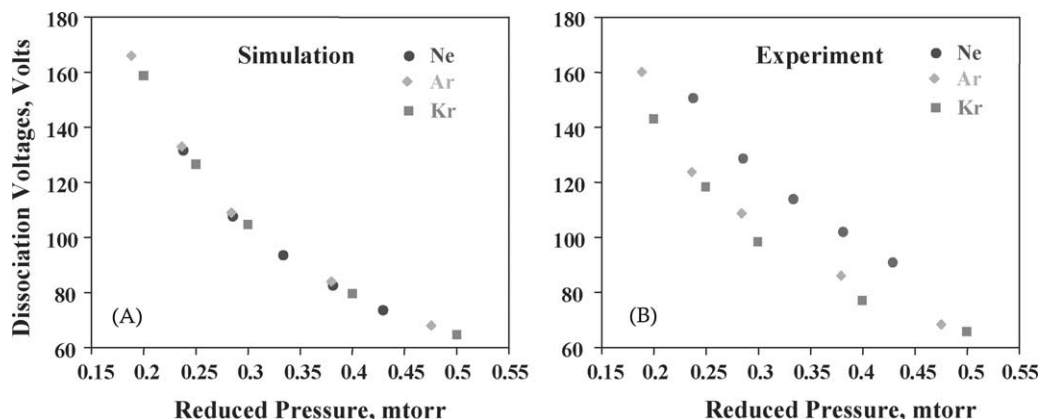 180
160
140
120
100
80
60
Dissociation Voltages, Volts
Simulation
Ne
Ar
Kr
(A)
0.15 0.2 0.25 0.3 0.35 0.4 0.45 0.5 0.55
Reduced Pressure, mtorr
180
160
140
120
100
80
60
Experiment
Ne
Ar
Kr
(B)
0.15 0.2 0.25 0.3 0.35 0.4 0.45 0.5 0.55
Reduced Pressure, mtorr